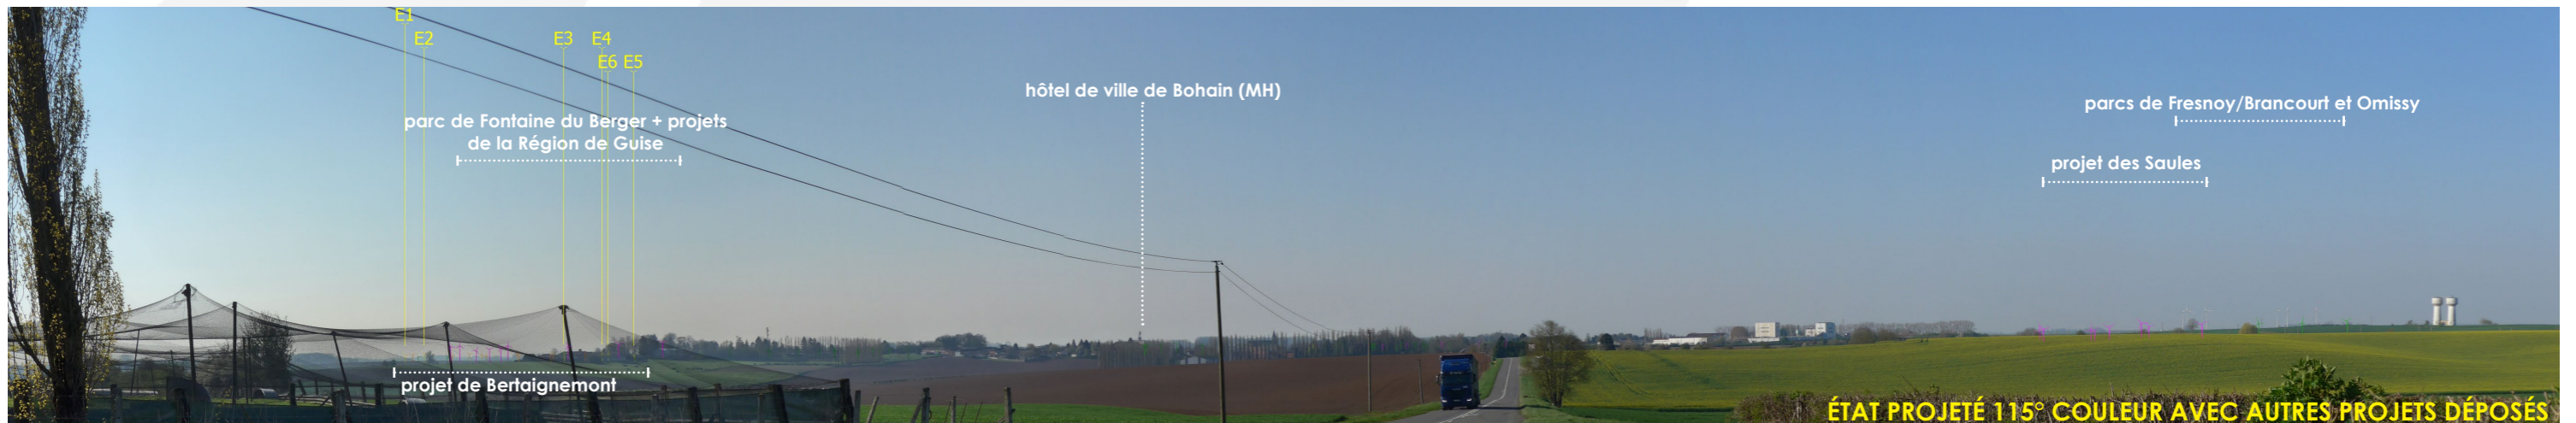 E1
E2
E3
E4
E6
E5
parc de Fontaine du Berger + projets
de la Région de Guise
hôtel de ville de Bohain (MH)
parcs de Fresnoy/Brancourt et Omissy
projet des Saules
projet de Bertaignemont
ÉTAT PROJETÉ 115° COULEUR AVEC AUTRES PROJETS DÉPOSÉS